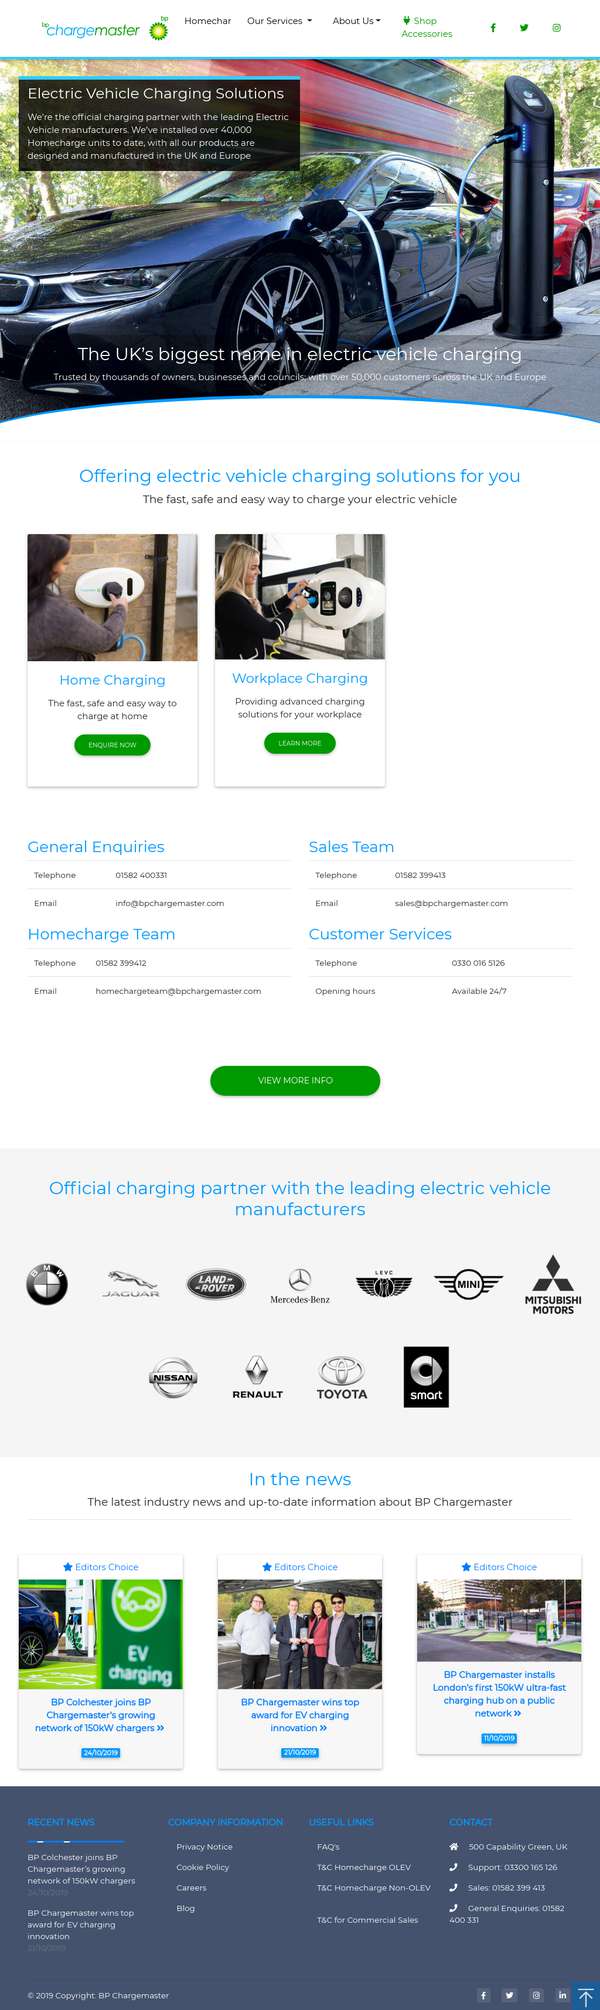 bp
chargemaster
bp
Homechar
Our Services
About Us
Shop
Accessories
Electric Vehicle Charging Solutions
We're the official charging partner with the leading Electric
Vehicle manufacturers. We've installed over 40,000
Homecharge units to date, with all our products are
designed and manufactured in the UK and Europe
The UK's biggest name in electric vehicle charging
Trusted by thousands of owners, businesses and councils; with over 50,000 customers across the UK and Europe
Offering electric vehicle charging solutions for you
The fast, safe and easy way to charge your electric vehicle
Home Charging
The fast, safe and easy way to
charge at home
ENQUIRE NOW
Workplace Charging
Providing advanced charging
solutions for your workplace
LEARN MORE
General Enquiries
Telephone 01582 400331
Email info@bpchargemaster.com
Sales Team
Telephone 01582 399413
Email sales@bpchargemaster.com
Homecharge Team
Telephone 01582 399412
Email homechargeteam@bpchargemaster.com
Customer Services
Telephone 0330 016 5126
Opening hours Available 24/7
VIEW MORE INFO
Official charging partner with the leading electric vehicle
manufacturers
BMW
JAGUAR
LAND ROVER
Mercedes-Benz
LEVC
MINI
MITSUBISHI
MOTORS
NISSAN
RENAULT
TOYOTA
smart
In the news
The latest industry news and up-to-date information about BP Chargemaster
Editors Choice
EV
charging
BP Colchester joins BP
Chargemaster's growing
network of 150kW chargers »
24/10/2019
Editors Choice
BP Chargemaster wins top
award for EV charging
innovation »
21/10/2019
Editors Choice
BP Chargemaster installs
London's first 150kW ultra-fast
charging hub on a public
network »
11/10/2019
RECENT NEWS
BP Colchester joins BP
Chargemaster's growing
network of 150kW chargers
24/10/2019
BP Chargemaster wins top
award for EV charging
innovation
21/10/2019
COMPANY INFORMATION
Privacy Notice
Cookie Policy
Careers
Blog
USEFUL LINKS
FAQ's
T&C Homecharge OLEV
T&C Homecharge Non-OLEV
T&C for Commercial Sales
CONTACT
500 Capability Green, UK
Support: 03300 165 126
Sales: 01582 399 413
General Enquiries: 01582
400 331
© 2019 Copyright: BP Chargemaster